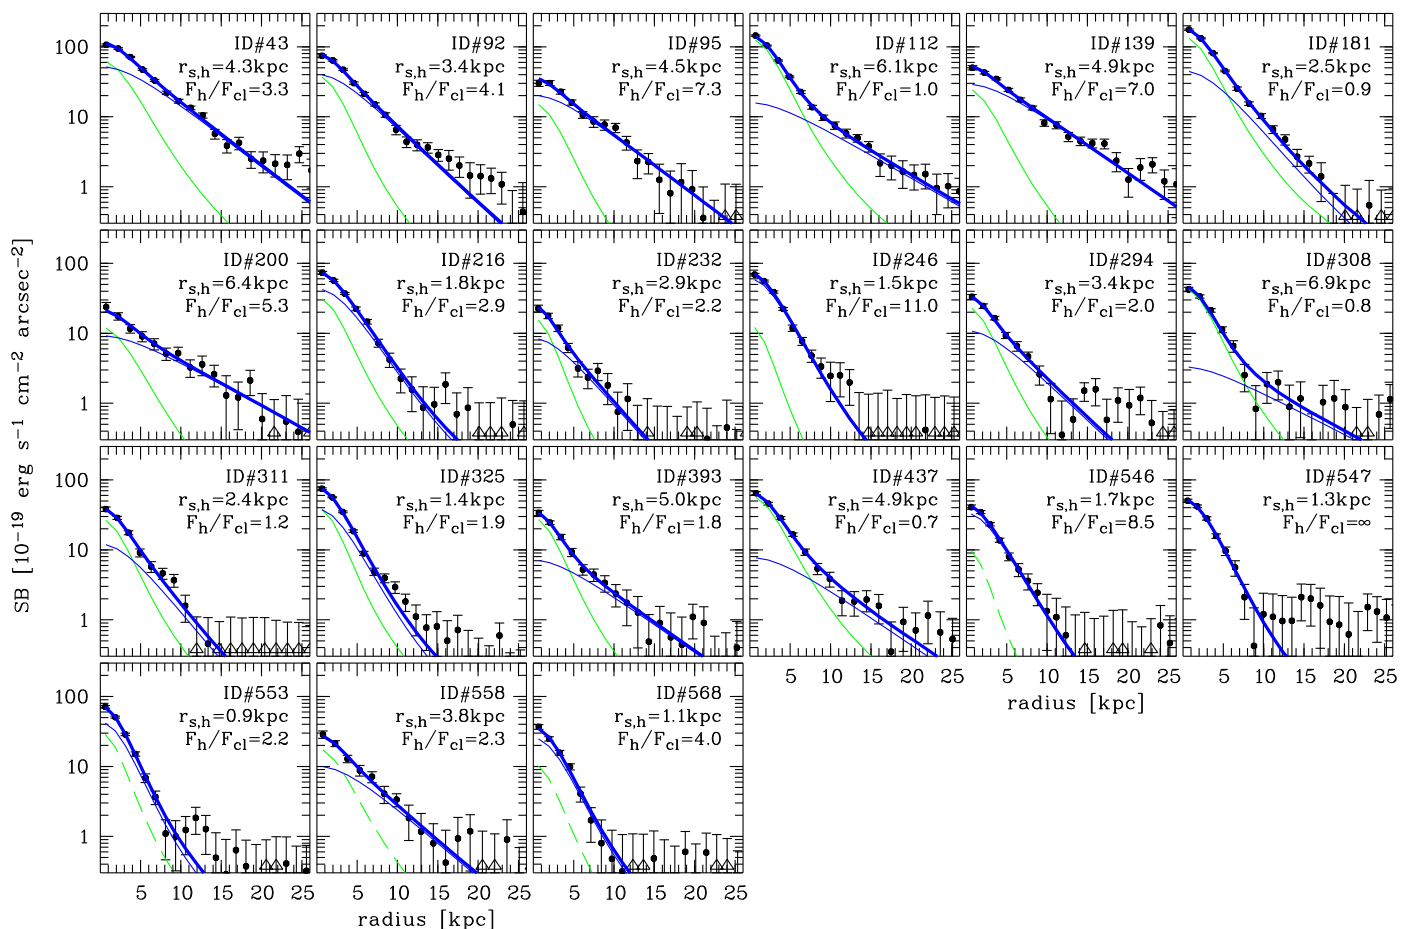 ID#43
r_s,h=4.3kpc
F_h/F_cl=3.3
ID#92
r_s,h=3.4kpc
F_h/F_cl=4.1
ID#95
r_s,h=4.5kpc
F_h/F_cl=7.3
ID#112
r_s,h=6.1kpc
F_h/F_cl=1.0
ID#139
r_s,h=4.9kpc
F_h/F_cl=7.0
ID#181
r_s,h=2.5kpc
F_h/F_cl=0.9
100
10
1
ID#200
r_s,h=6.4kpc
F_h/F_cl=5.3
ID#216
r_s,h=1.8kpc
F_h/F_cl=2.9
ID#232
r_s,h=2.9kpc
F_h/F_cl=2.2
ID#246
r_s,h=1.5kpc
F_h/F_cl=11.0
ID#294
r_s,h=3.4kpc
F_h/F_cl=2.0
ID#308
r_s,h=6.9kpc
F_h/F_cl=0.8
100
10
1
SB [10⁻¹⁹ erg s⁻¹ cm⁻² arcsec⁻²]
ID#311
r_s,h=2.4kpc
F_h/F_cl=1.2
ID#325
r_s,h=1.4kpc
F_h/F_cl=1.9
ID#393
r_s,h=5.0kpc
F_h/F_cl=1.8
ID#437
r_s,h=4.9kpc
F_h/F_cl=0.7
ID#546
r_s,h=1.7kpc
F_h/F_cl=8.5
ID#547
r_s,h=1.3kpc
F_h/F_cl=∞
100
10
1
5 10 15 20 25 5 10 15 20 25 5 10 15 20 25
radius [kpc]
ID#553
r_s,h=0.9kpc
F_h/F_cl=2.2
ID#558
r_s,h=3.8kpc
F_h/F_cl=2.3
ID#568
r_s,h=1.1kpc
F_h/F_cl=4.0
100
10
1
5 10 15 20 25 5 10 15 20 25 5 10 15 20 25
radius [kpc]